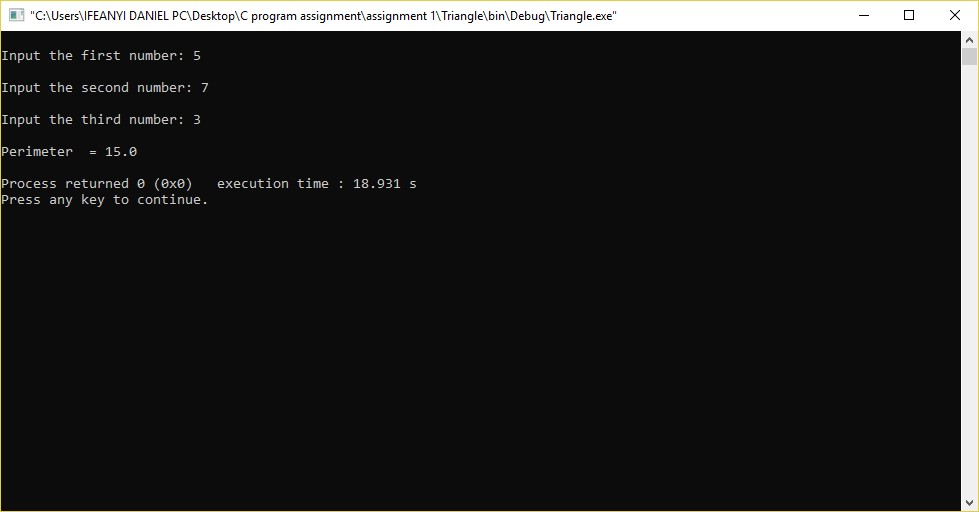 "C:\Users\IFEANYI DANIEL PC\Desktop\C program assignment\assignment 1\Triangle\bin\Debug\Triangle.exe"
Input the first number: 5
Input the second number: 7
Input the third number: 3
Perimeter  = 15.0
Process returned 0 (0x0)   execution time : 18.931 s
Press any key to continue.